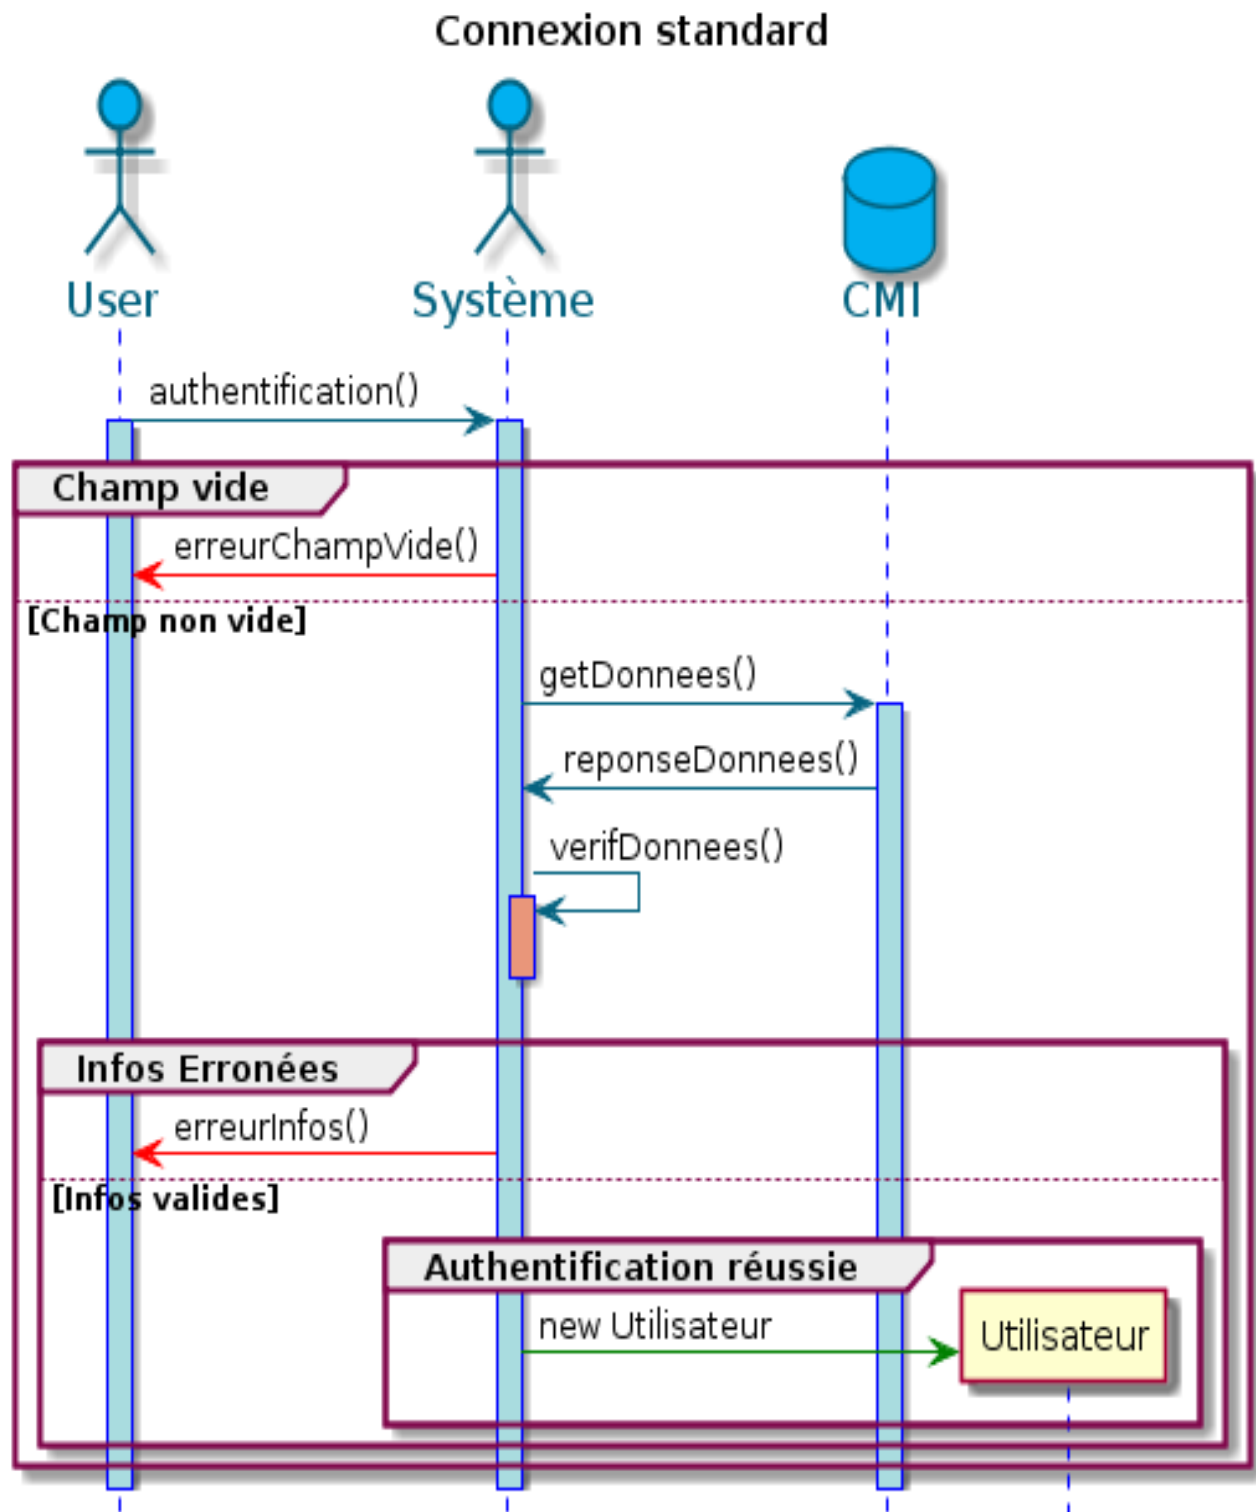 Connexion standard
User
Système
CMI
authentification()
Champ vide
erreurChampVide()
[Champ non vide]
getDonnees()
reponseDonnees()
verifDonnees()
Infos Erronées
erreurInfos()
[Infos valides]
Authentification réussie
new Utilisateur
Utilisateur